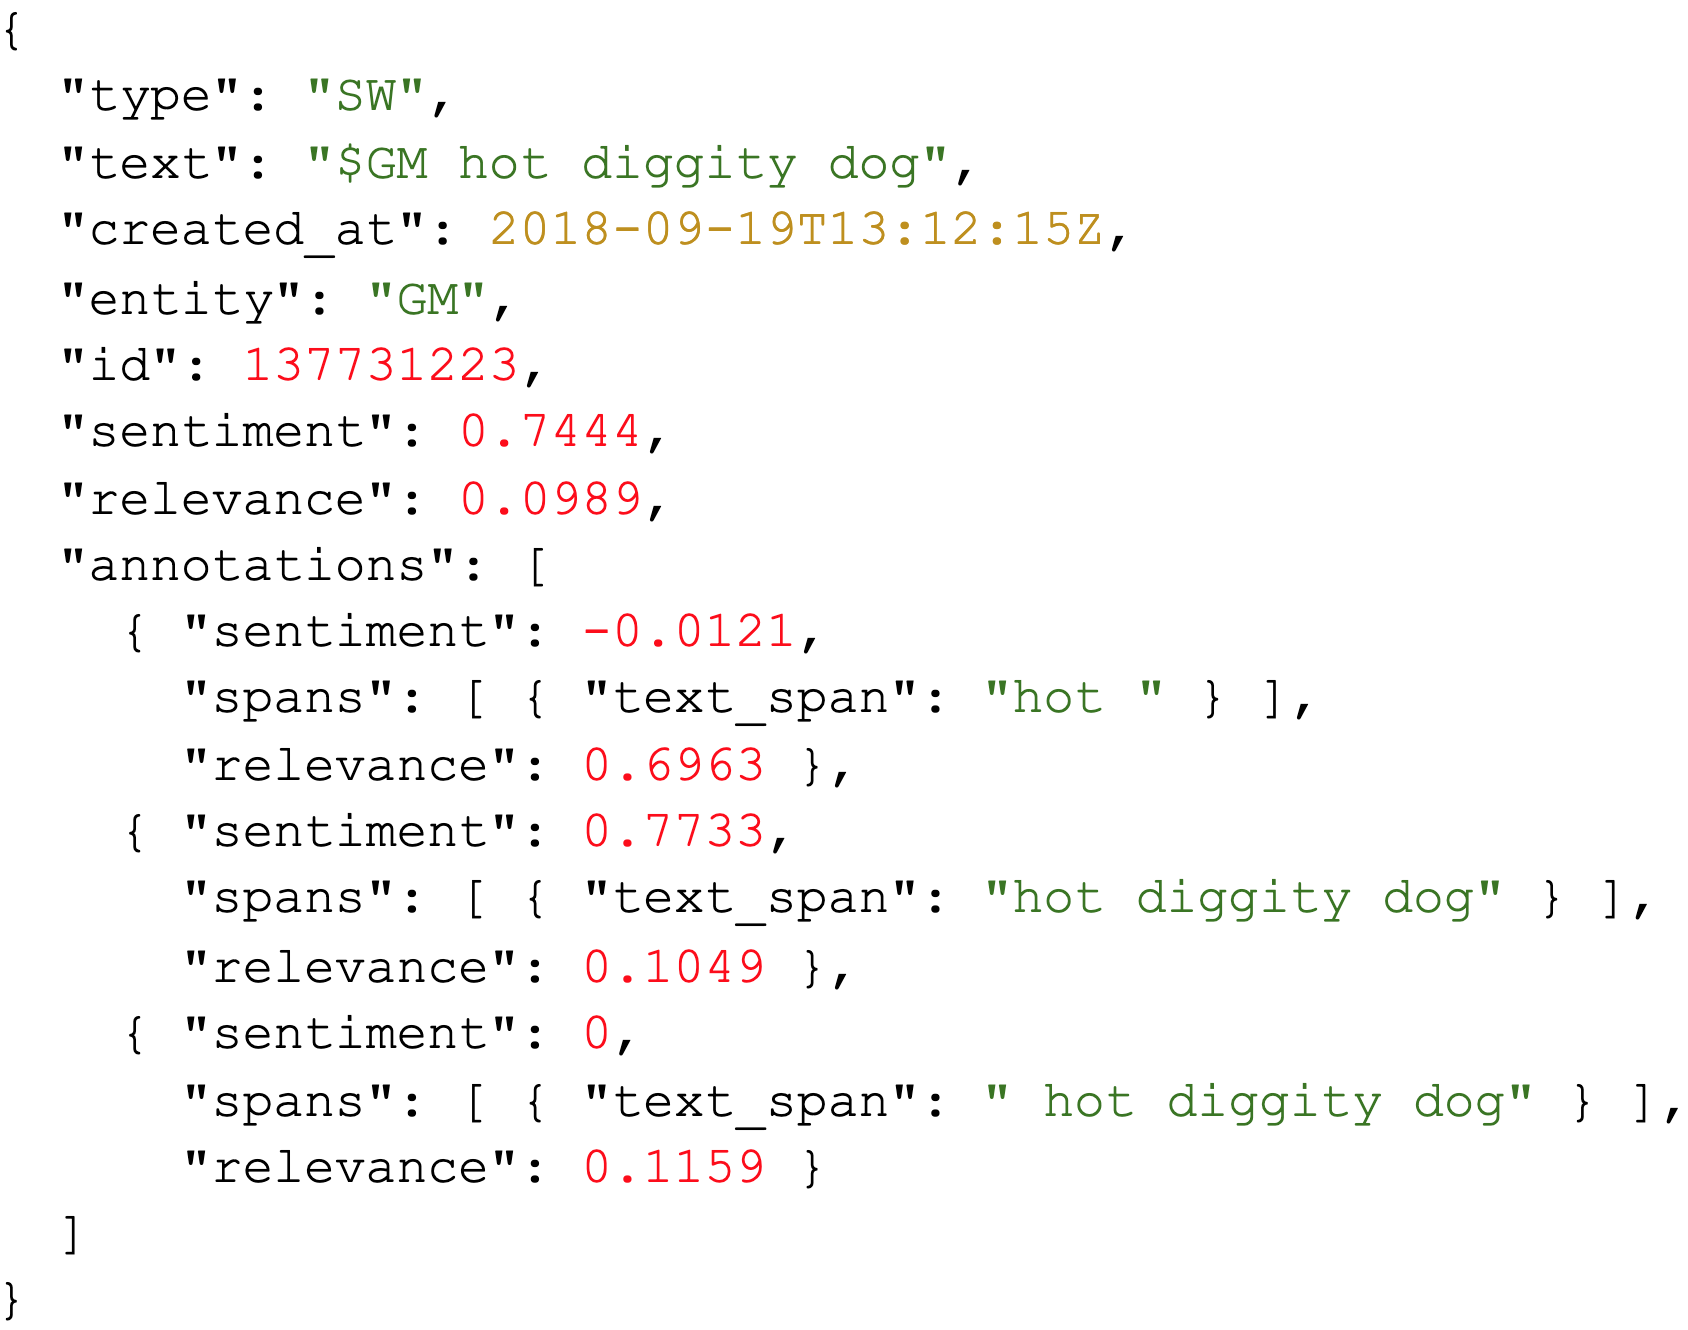 {
  "type": "SW",
  "text": "$GM hot diggity dog",
  "created_at": 2018-09-19T13:12:15Z,
  "entity": "GM",
  "id": 137731223,
  "sentiment": 0.7444,
  "relevance": 0.0989,
  "annotations": [
    { "sentiment": -0.0121,
      "spans": [ { "text_span": "hot " } ],
      "relevance": 0.6963 },
    { "sentiment": 0.7733,
      "spans": [ { "text_span": "hot diggity dog" } ],
      "relevance": 0.1049 },
    { "sentiment": 0,
      "spans": [ { "text_span": " hot diggity dog" } ],
      "relevance": 0.1159 }
  ]
}